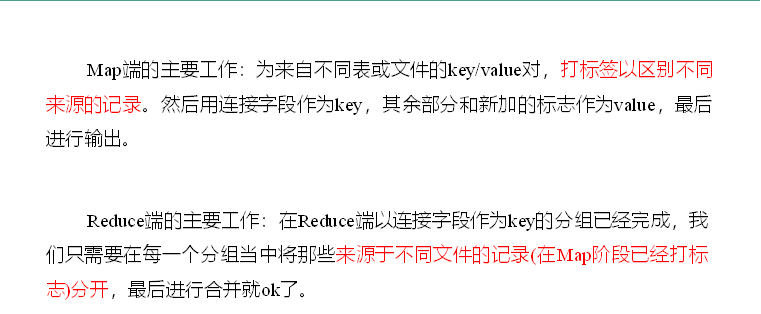 Map端的主要工作：为来自不同表或文件的key/value对，打标签以区别不同
来源的记录。然后用连接字段作为key，其余部分和新加的标志作为value，最后
进行输出。
Reduce端的主要工作：在Reduce端以连接字段作为key的分组已经完成，我
们只需要在每一个分组当中将那些来源于不同文件的记录(在Map阶段已经打标
志)分开，最后进行合并就ok了。